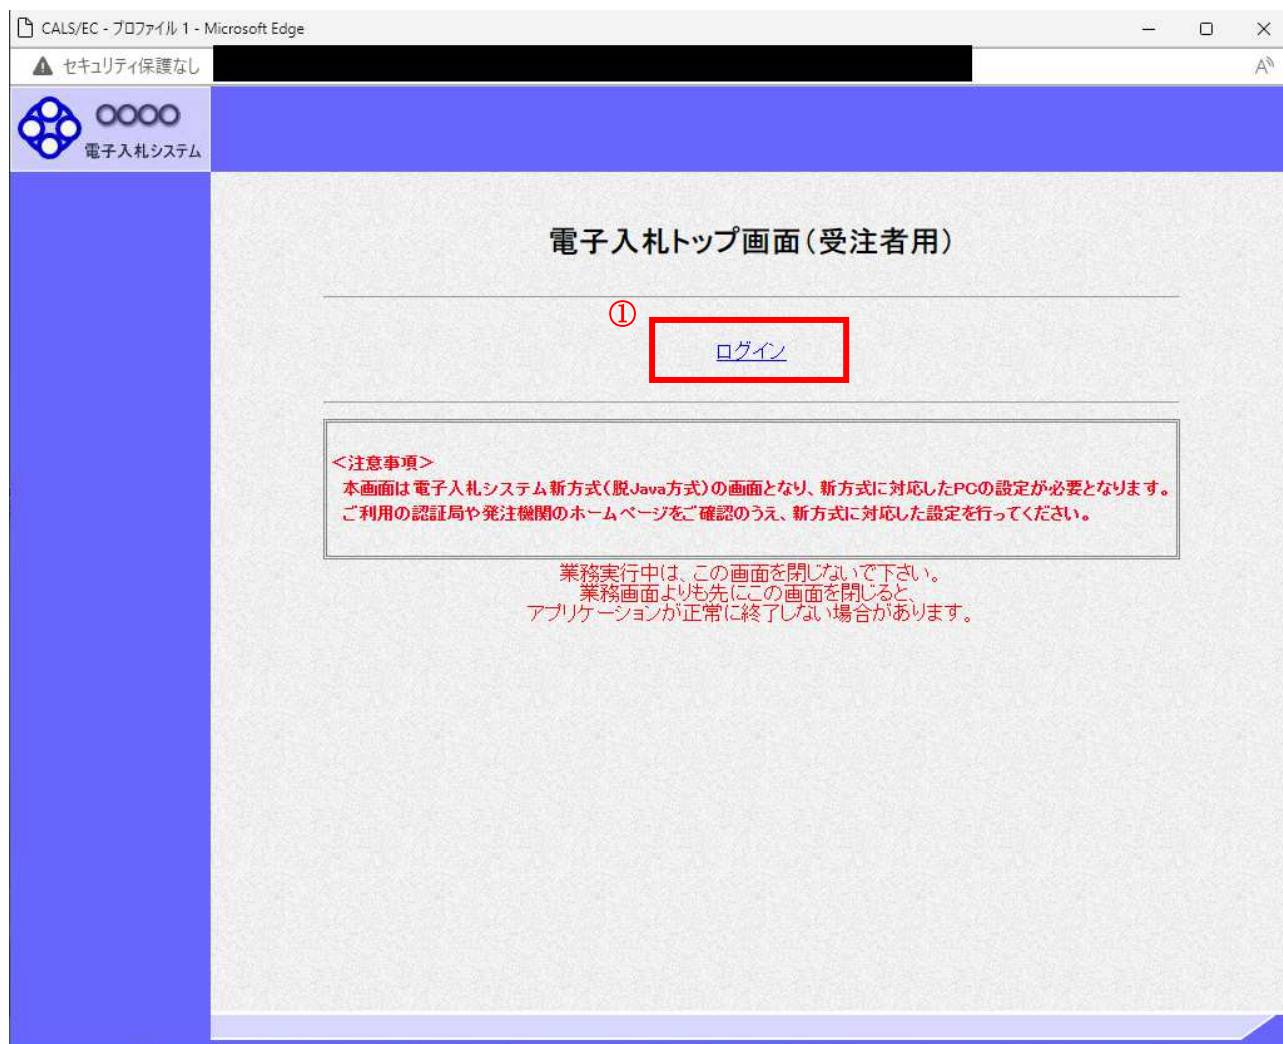 CALS/EC - プロファイル 1 - Microsoft Edge
セキュリティ保護なし
A
○○○○
電子入札システム
電子入札トップ画面(受注者用)
①
ログイン
＜注意事項＞
本画面は電子入札システム新方式(脱Java方式)の画面となり、新方式に対応したPCの設定が必要となります。
ご利用の認証局や発注機関のホームページをご確認のうえ、新方式に対応した設定を行ってください。
業務実行中は、この画面を閉じないで下さい。
業務画面よりも先にこの画面を閉じると、
アプリケーションが正常に終了しない場合があります。